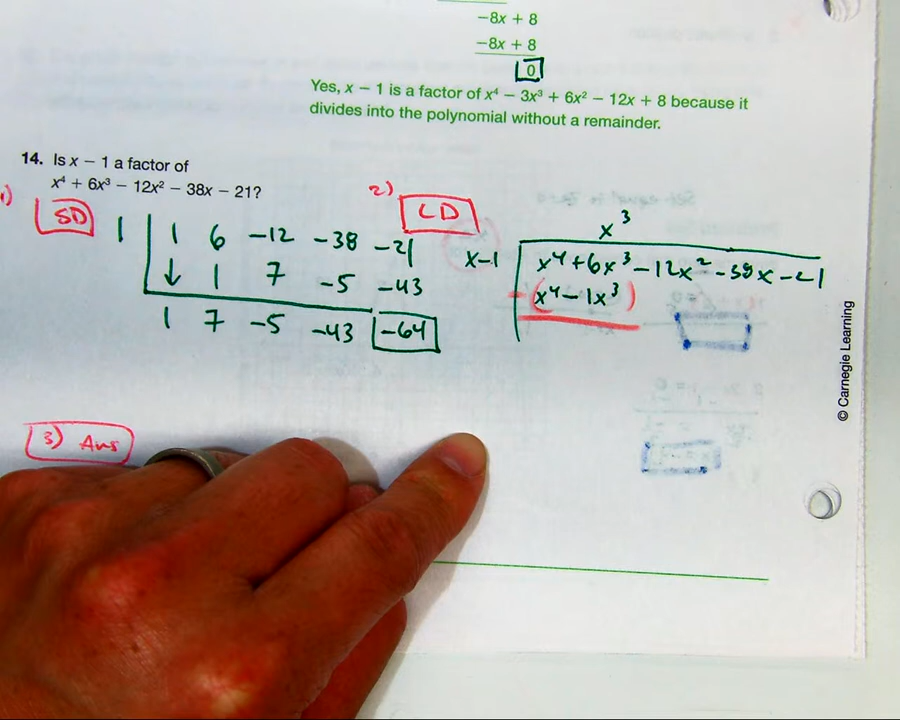 −8x + 8
−8x + 8
0
Yes, x − 1 is a factor of x⁴ − 3x³ + 6x² − 12x + 8 because it
divides into the polynomial without a remainder.
14. Is x − 1 a factor of
x⁴ + 6x³ − 12x² − 38x − 21?
1) SD
1 | 1 6 −12 −38 −21
↓ 1 7 −5 −43
1 7 −5 −43 −64
2) LD
x³
x−1 x⁴+6x³−12x²−38x−21
−(x⁴−1x³)
3) Ans
© Carnegie Learning